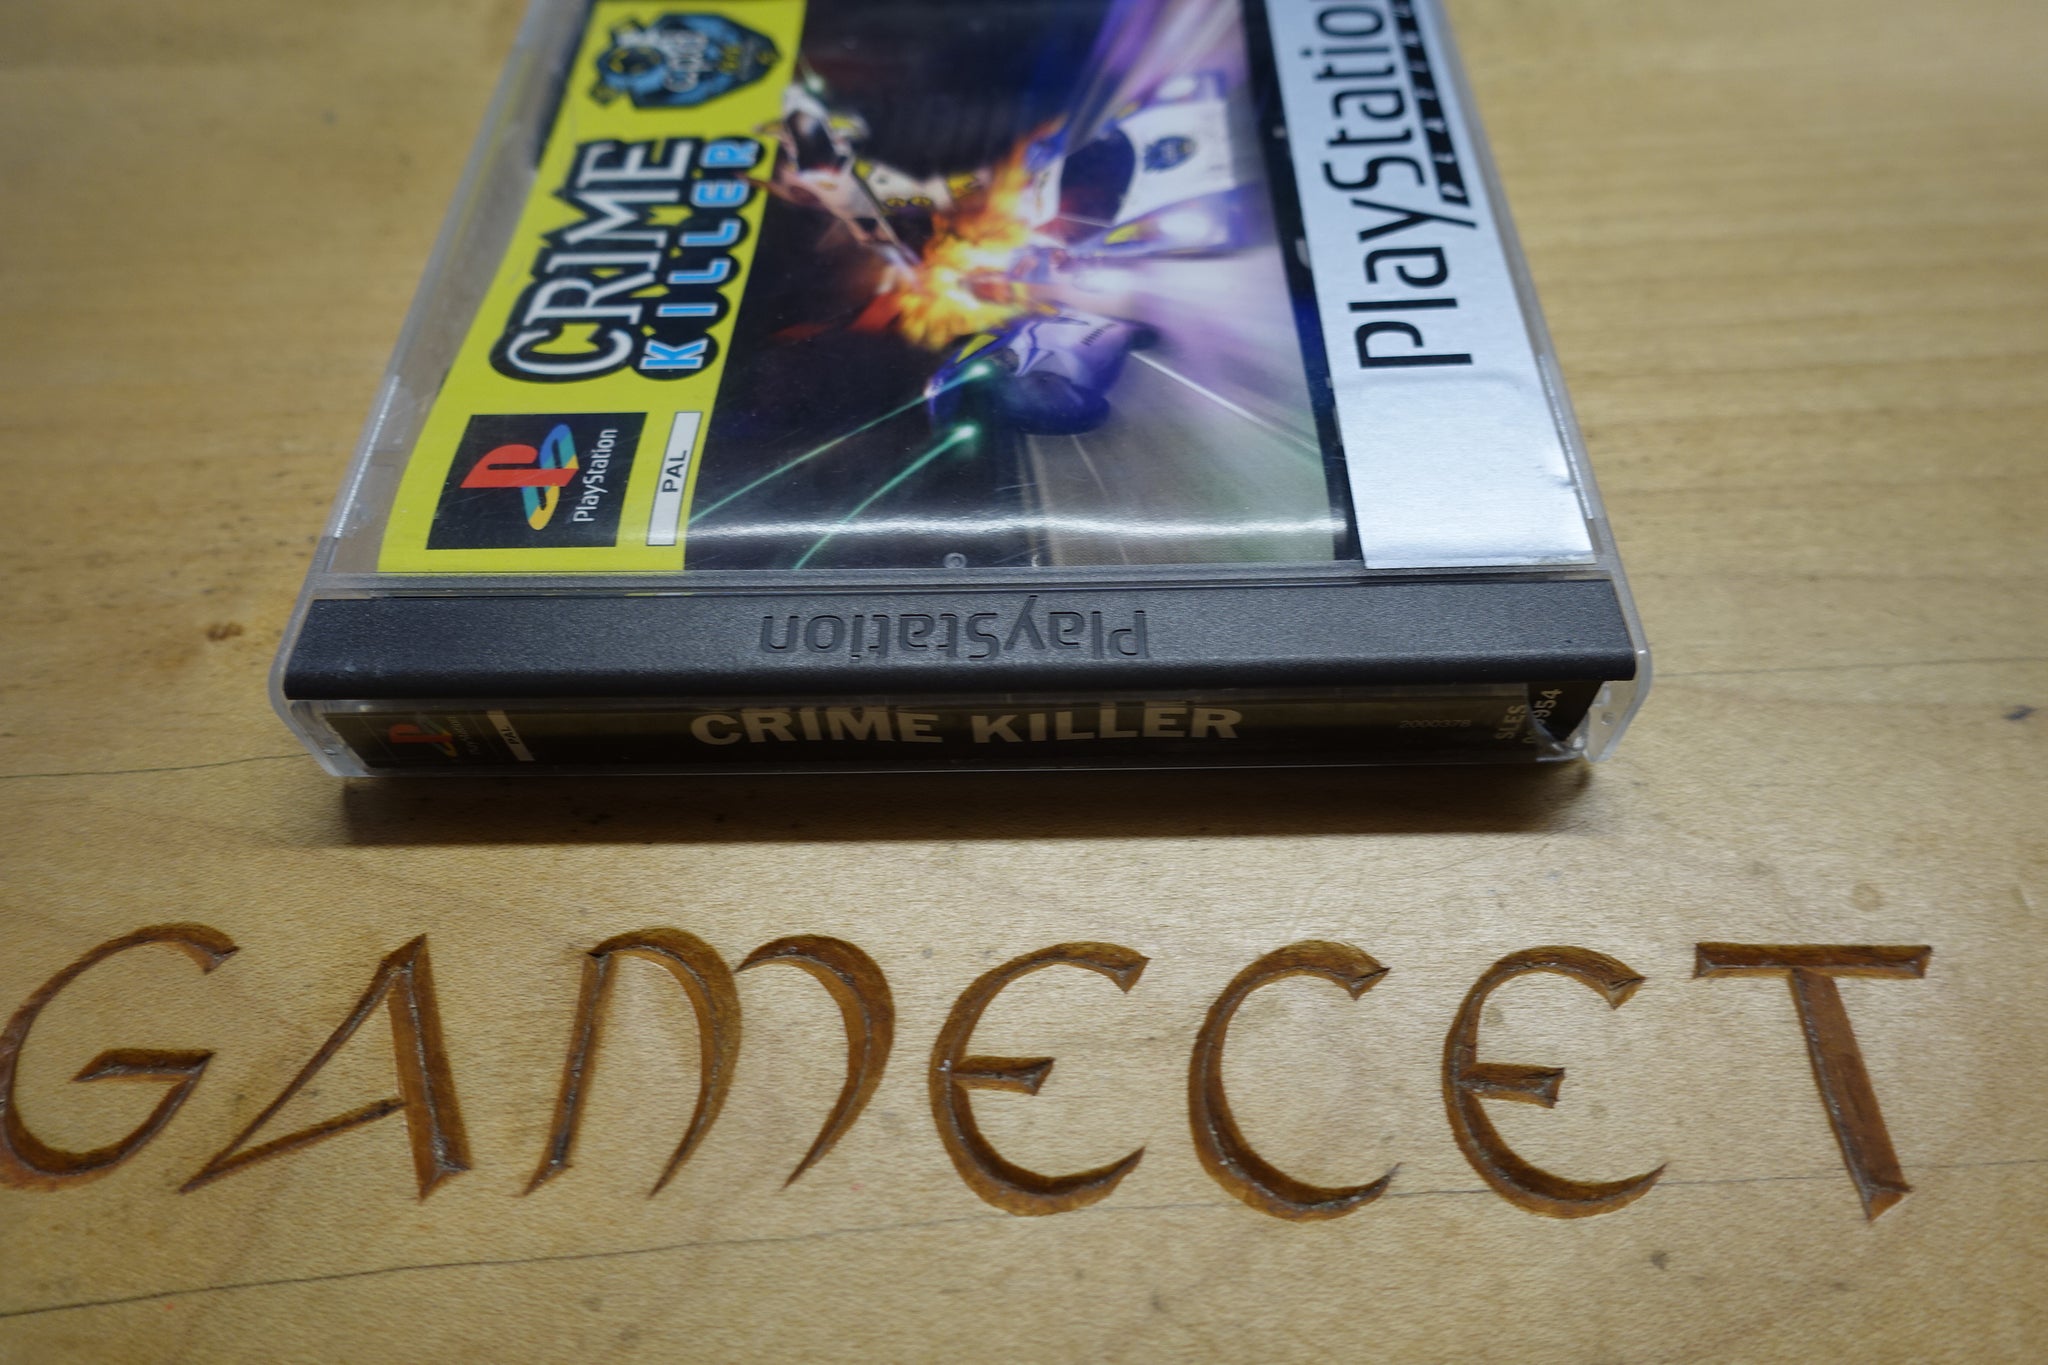 CRIME
KILLER
PlayStation
PAL
PlayStation
PlayStation
PAL
CRIME KILLER
2000378
SLES
GAMECET